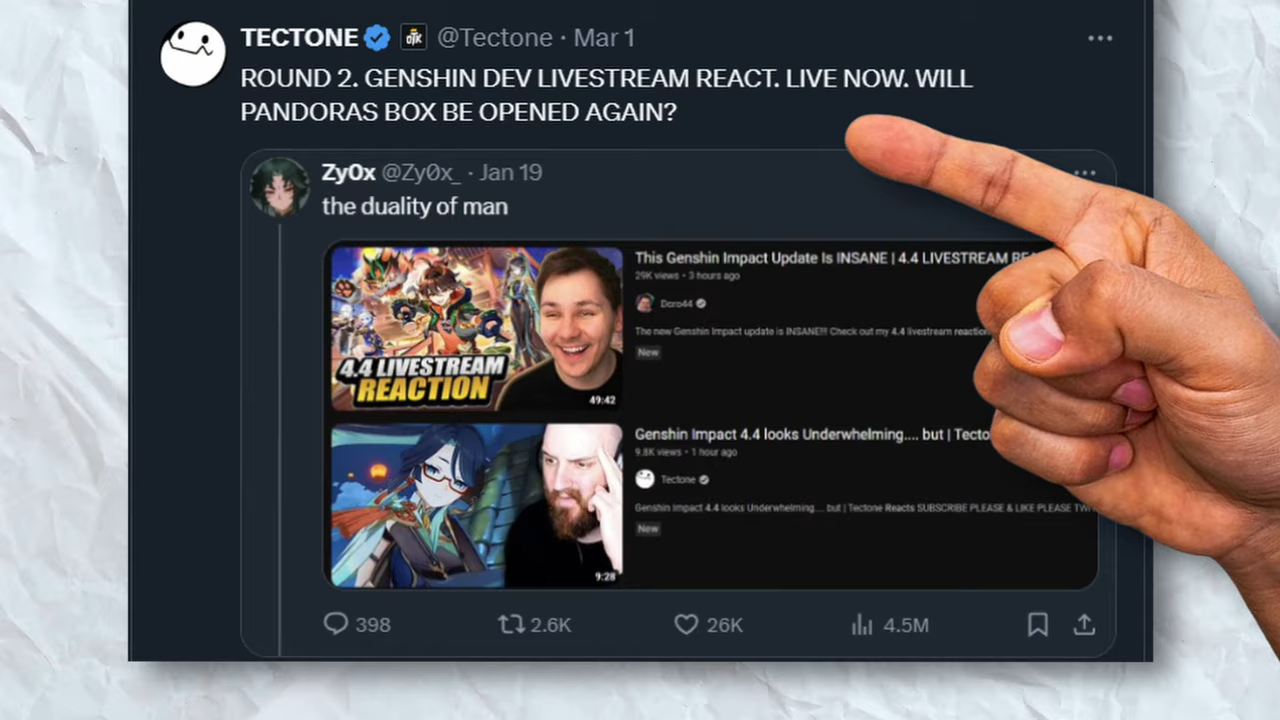 TECTONE OTK @Tectone · Mar 1
ROUND 2. GENSHIN DEV LIVESTREAM REACT. LIVE NOW. WILL
PANDORAS BOX BE OPENED AGAIN?
Zy0x @Zy0x_ · Jan 19
the duality of man
4.4 LIVESTREAM
REACTION
49:42
This Genshin Impact Update Is INSANE | 4.4 LIVESTREAM
29K views • 3 hours ago
Doro44
The new Genshin Impact update is INSANE!!! Check out my 4.4 livestream reaction
New
9:28
Genshin Impact 4.4 looks Underwhelming.... but |
9.8K views • 1 hour ago
Tectone
Genshin Impact 4.4 looks Underwhelming.... but | Tectone Reacts SUBSCRIBE PLEASE & LIKE PLEASE
New
398 2.6K 26K 4.5M